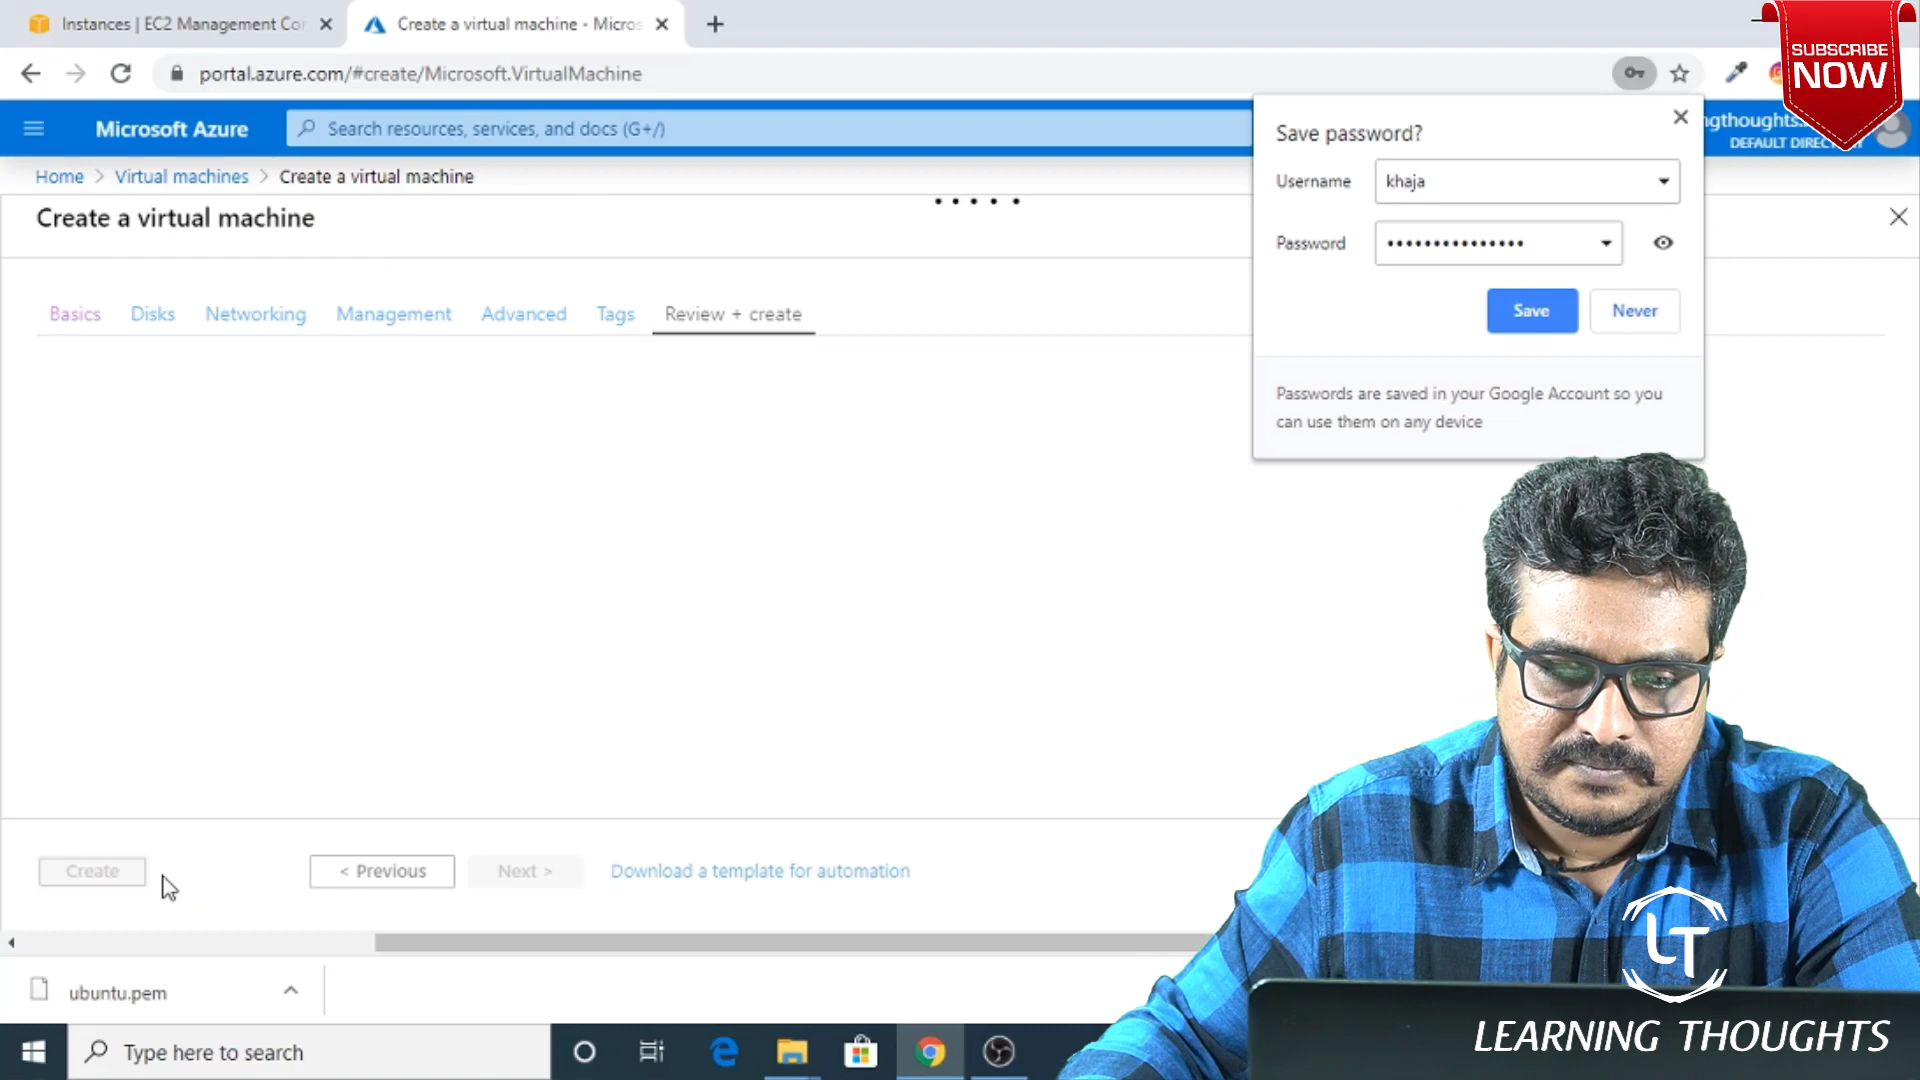 Instances | EC2 Management Cor
Create a virtual machine - Micros
SUBSCRIBE
NOW
portal.azure.com/#create/Microsoft.VirtualMachine
Microsoft Azure
Search resources, services, and docs (G+/)
ngthoughts.
DEFAULT DIREC
Home > Virtual machines > Create a virtual machine
Create a virtual machine
Save password?
Username khaja
Password •••••••••••••••
Save Never
Passwords are saved in your Google Account so you
can use them on any device
Basics Disks Networking Management Advanced Tags Review + create
Create < Previous Next > Download a template for automation
ubuntu.pem
LT
LEARNING THOUGHTS
Type here to search